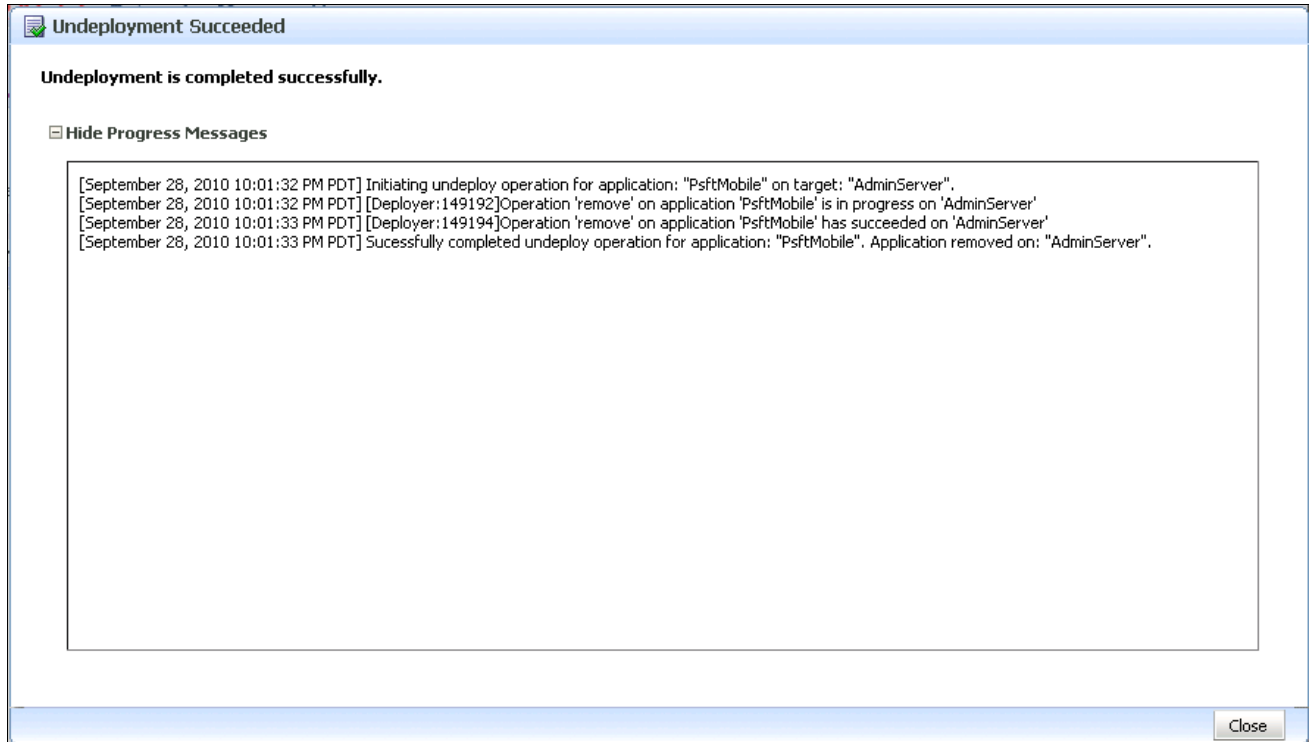 Undeployment Succeeded
Undeployment is completed successfully.
Hide Progress Messages
[September 28, 2010 10:01:32 PM PDT] Initiating undeploy operation for application: "PsftMobile" on target: "AdminServer".
[September 28, 2010 10:01:32 PM PDT] [Deployer:149192]Operation 'remove' on application 'PsftMobile' is in progress on 'AdminServer'
[September 28, 2010 10:01:33 PM PDT] [Deployer:149194]Operation 'remove' on application 'PsftMobile' has succeeded on 'AdminServer'
[September 28, 2010 10:01:33 PM PDT] Sucessfully completed undeploy operation for application: "PsftMobile". Application removed on: "AdminServer".
Close